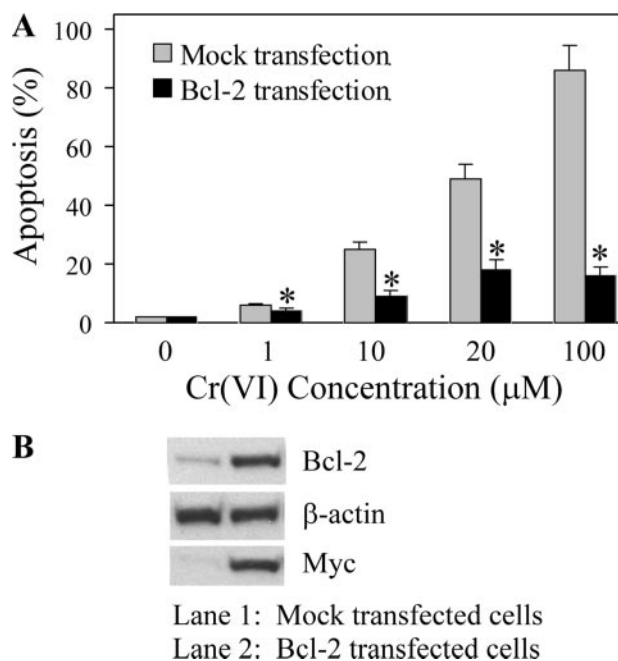 A
100
80
60
40
20
0
Apoptosis (%)
Mock transfection
Bcl-2 transfection
*
*
*
*
0 1 10 20 100
Cr(VI) Concentration (μM)
B
Bcl-2
β-actin
Myc
Lane 1: Mock transfected cells
Lane 2: Bcl-2 transfected cells